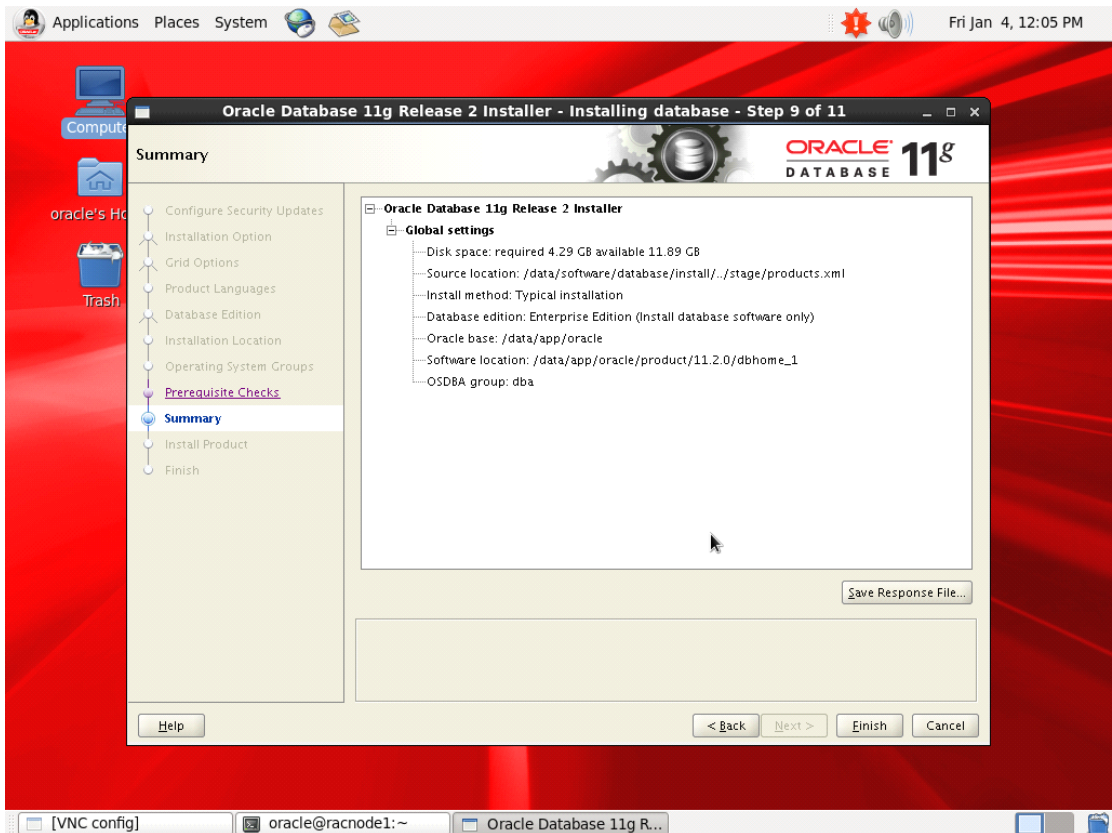 Applications Places System Fri Jan 4, 12:05 PM
Compute
oracle's Ho
Trash
Oracle Database 11g Release 2 Installer - Installing database - Step 9 of 11
Summary
ORACLE 11g
DATABASE
Configure Security Updates
Installation Option
Grid Options
Product Languages
Database Edition
Installation Location
Operating System Groups
Prerequisite Checks
Summary
Install Product
Finish
Oracle Database 11g Release 2 Installer
Global settings
Disk space: required 4.29 GB available 11.89 GB
Source location: /data/software/database/install/../stage/products.xml
Install method: Typical installation
Database edition: Enterprise Edition (Install database software only)
Oracle base: /data/app/oracle
Software location: /data/app/oracle/product/11.2.0/dbhome_1
OSDBA group: dba
Save Response File...
Help < Back Next > Finish Cancel
[VNC config] oracle@racnode1:~ Oracle Database 11g R...